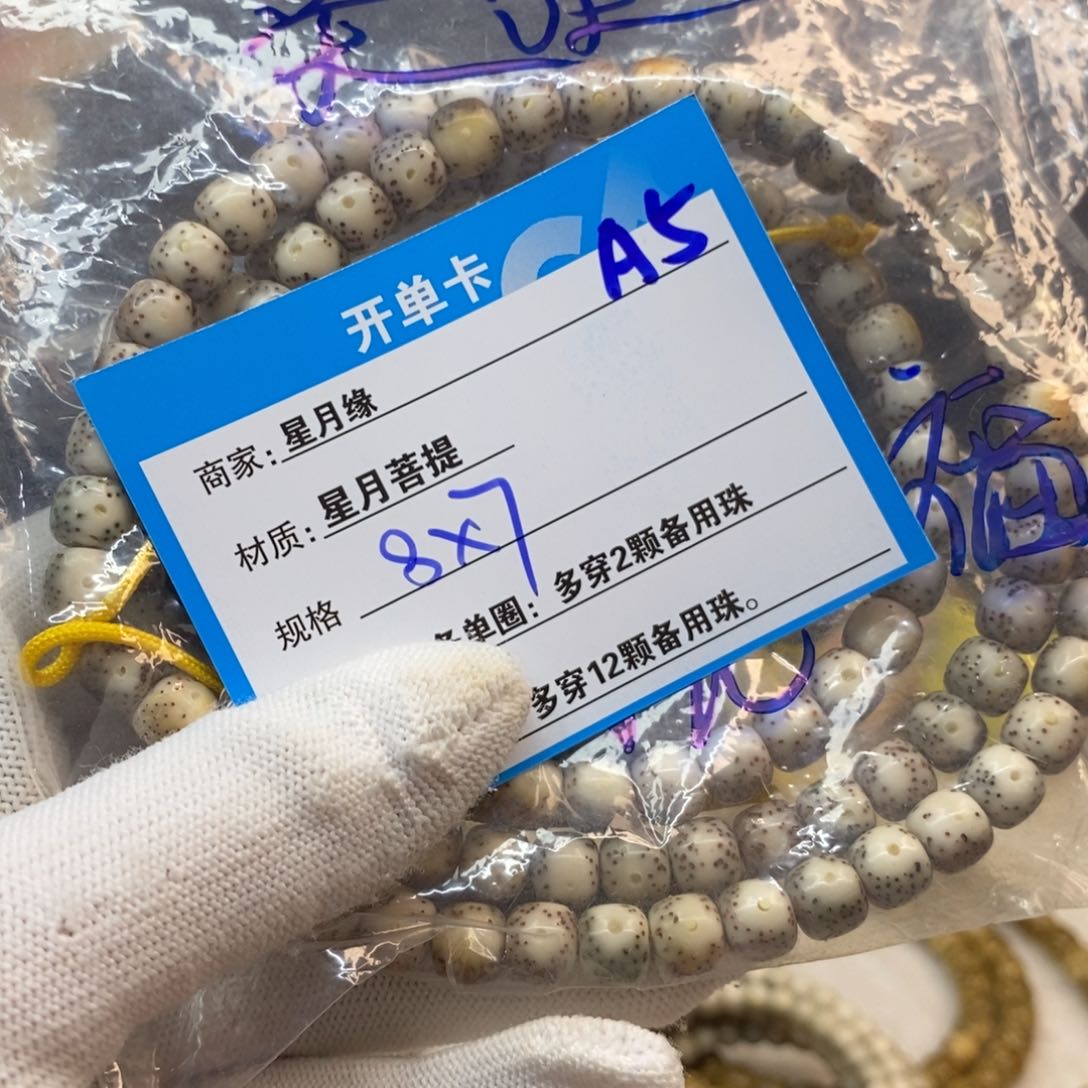 A5
开单卡
商家:星月缘
材质:星月菩提
规格 8x7
单圈：多穿2颗备用珠
多穿12颗备用珠。
福